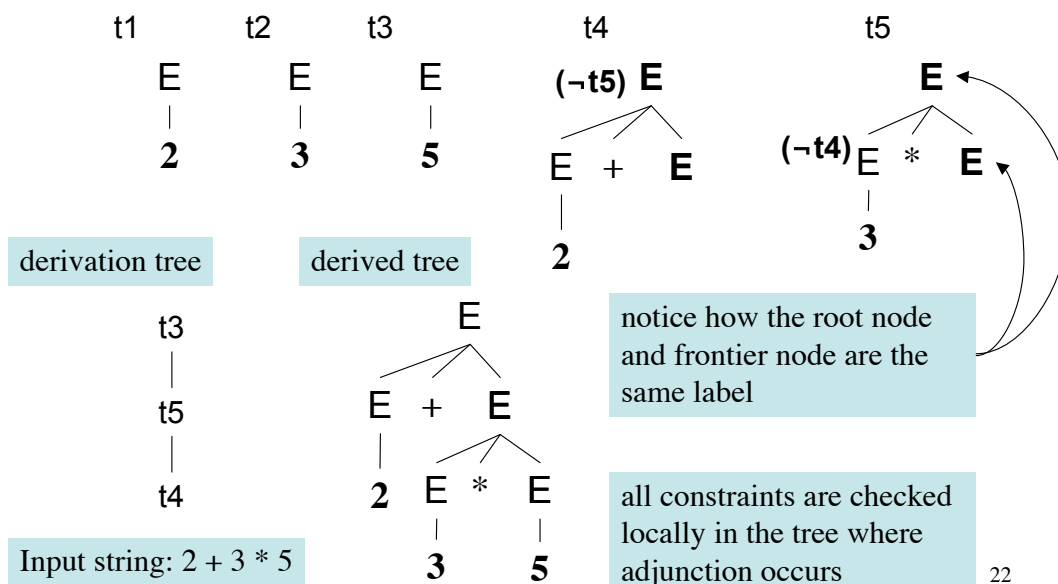 t1 t2 t3 t4 t5
E E E (¬t5) E E
2 3 5 E + E (¬t4) E * E
2 3
derivation tree derived tree
t3
t5
t4
E
E + E
2 E * E
3 5
notice how the root node
and frontier node are the
same label
all constraints are checked
locally in the tree where
adjunction occurs
Input string: 2 + 3 * 5
22